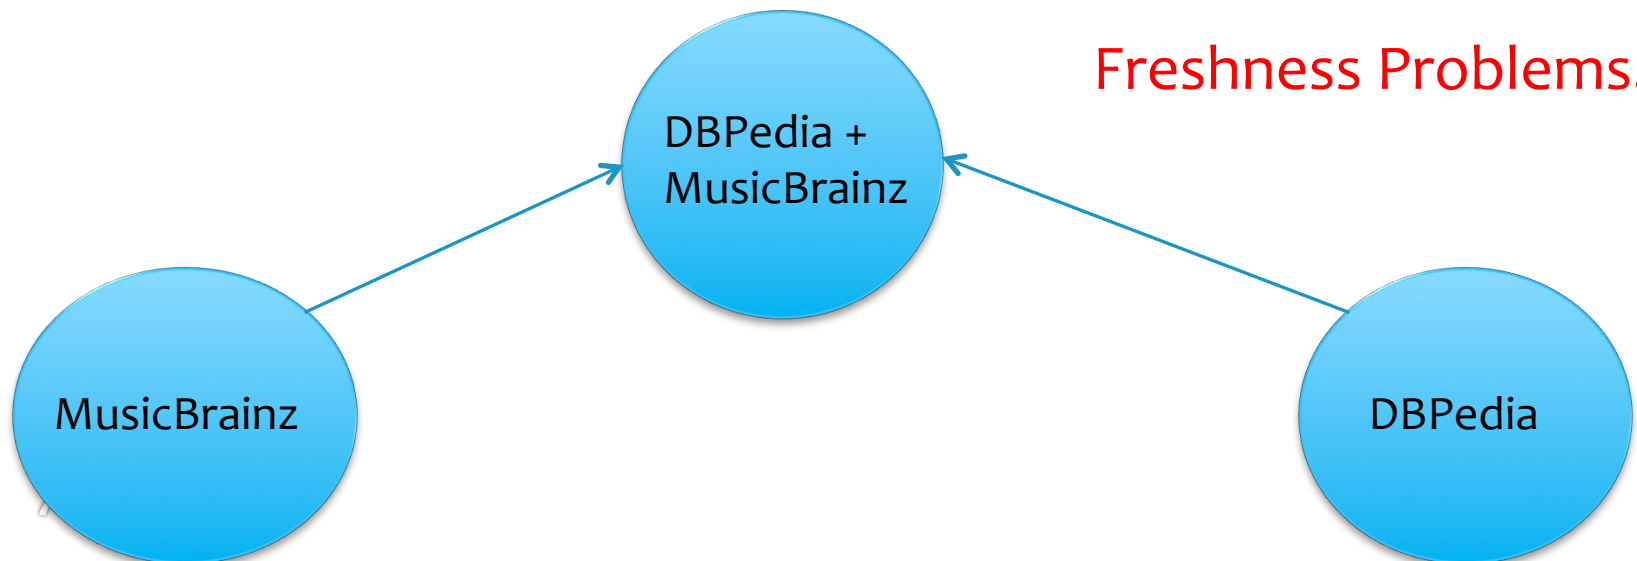 Freshness Problems.
DBPedia +
MusicBrainz
MusicBrainz
DBPedia